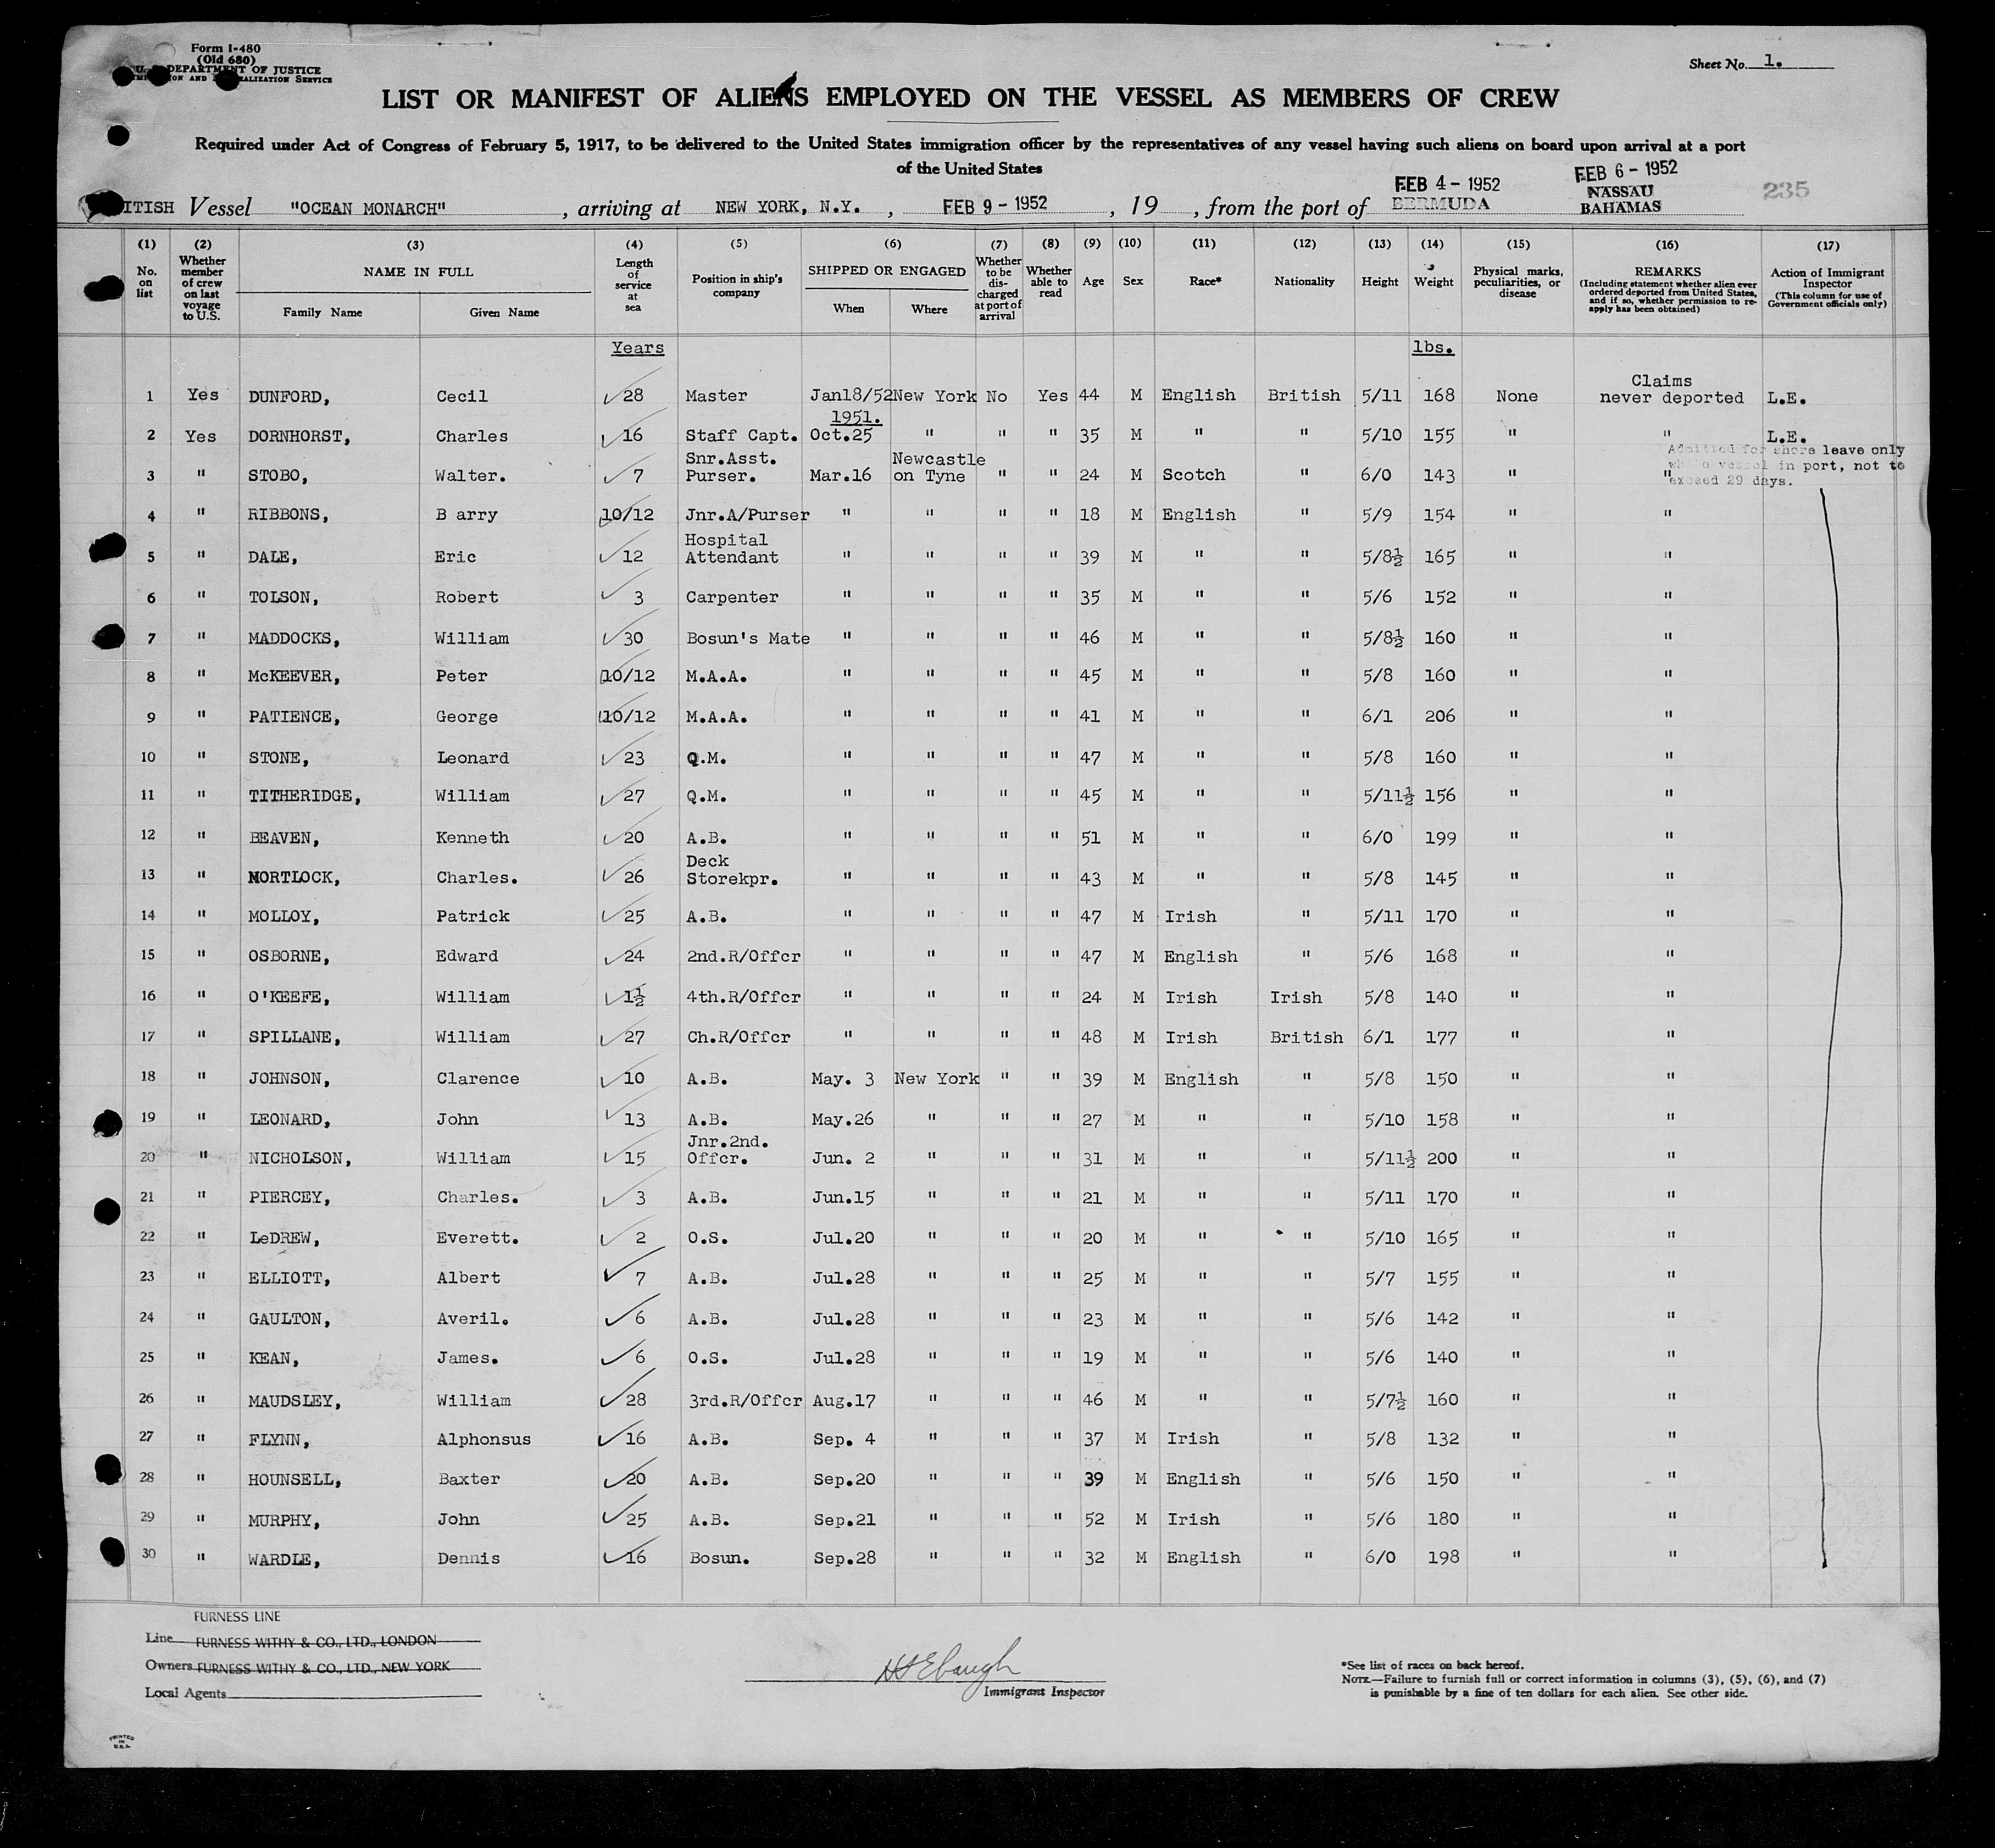 Form I-480
(Old 680)
U. S. DEPARTMENT OF JUSTICE
Sheet No. 1.
LIST OR MANIFEST OF ALIENS EMPLOYED ON THE VESSEL AS MEMBERS OF CREW
Required under Act of Congress of February 5, 1917, to be delivered to the United States immigration officer by the representatives of any vessel having such aliens on board upon arrival at a port
of the United States
FEB 4 - 1952 FEB 6 - 1952
ITISH Vessel "OCEAN MONARCH" , arriving at NEW YORK, N.Y. , FEB 9 - 1952 , 19 , from the port of BERMUDA NASSAU BAHAMAS 235
(1) No. on list (2) Whether member of crew on last voyage to U.S. (3) NAME IN FULL Family Name Given Name (4) Length of service at sea (5) Position in ship's company (6) SHIPPED OR ENGAGED When Where (7) Whether to be discharged at port of arrival (8) Whether able to read (9) Age (10) Sex (11) Race* (12) Nationality (13) Height (14) Weight (15) Physical marks, peculiarities, or disease (16) REMARKS (Including statement whether alien ever ordered deported from United States, and if so, whether permission to re-apply has been obtained) (17) Action of Immigrant Inspector (This column for use of Government officials only)
Years lbs.
1 Yes DUNFORD, Cecil 28 Master Jan18/52 New York No Yes 44 M English British 5/11 168 None Claims never deported L.E.
1951.
2 Yes DORNHORST, Charles 16 Staff Capt. Oct.25 " " " 35 M " " 5/10 155 " " L.E.
Admitted for shore leave only
while vessel in port, not to
exceed 29 days.
3 " STOBO, Walter. 7 Snr.Asst. Purser. Mar.16 Newcastle on Tyne " " 24 M Scotch " 6/0 143 " "
4 " RIBBONS, B arry 10/12 Jnr.A/Purser " " " " 18 M English " 5/9 154 " "
5 " DALE, Eric 12 Hospital Attendant " " " " 39 M " " 5/8½ 165 " "
6 " TOLSON, Robert 3 Carpenter " " " " 35 M " " 5/6 152 " "
7 " MADDOCKS, William 30 Bosun's Mate " " " " 46 M " " 5/8½ 160 " "
8 " McKEEVER, Peter 10/12 M.A.A. " " " " 45 M " " 5/8 160 " "
9 " PATIENCE, George 10/12 M.A.A. " " " " 41 M " " 6/1 206 " "
10 " STONE, Leonard 23 Q.M. " " " " 47 M " " 5/8 160 " "
11 " TITHERIDGE, William 27 Q.M. " " " " 45 M " " 5/11½ 156 " "
12 " BEAVEN, Kenneth 20 A.B. " " " " 51 M " " 6/0 199 " "
13 " MORTLOCK, Charles. 26 Deck Storekpr. " " " " 43 M " " 5/8 145 " "
14 " MOLLOY, Patrick 25 A.B. " " " " 47 M Irish " 5/11 170 " "
15 " OSBORNE, Edward 24 2nd.R/Offcr " " " " 47 M English " 5/6 168 " "
16 " O'KEEFE, William 1½ 4th.R/Offcr " " " " 24 M Irish Irish 5/8 140 " "
17 " SPILLANE, William 27 Ch.R/Offcr " " " " 48 M Irish British 6/1 177 " "
18 " JOHNSON, Clarence 10 A.B. May. 3 New York " " 39 M English " 5/8 150 " "
19 " LEONARD, John 13 A.B. May.26 " " " 27 M " " 5/10 158 " "
20 " NICHOLSON, William 15 Jnr.2nd. Offcr. Jun. 2 " " " 31 M " " 5/11½ 200 " "
21 " PIERCEY, Charles. 3 A.B. Jun.15 " " " 21 M " " 5/11 170 " "
22 " LeDREW, Everett. 2 O.S. Jul.20 " " " 20 M " " 5/10 165 " "
23 " ELLIOTT, Albert 7 A.B. Jul.28 " " " 25 M " " 5/7 155 " "
24 " GAULTON, Averil. 6 A.B. Jul.28 " " " 23 M " " 5/6 142 " "
25 " KEAN, James. 6 O.S. Jul.28 " " " 19 M " " 5/6 140 " "
26 " MAUDSLEY, William 28 3rd.R/Offcr Aug.17 " " " 46 M " " 5/7½ 160 " "
27 " FLYNN, Alphonsus 16 A.B. Sep. 4 " " " 37 M Irish " 5/8 132 " "
28 " HOUNSELL, Baxter 20 A.B. Sep.20 " " " 39 M English " 5/6 150 " "
29 " MURPHY, John 25 A.B. Sep.21 " " " 52 M Irish " 5/6 180 " "
30 " WARDLE, Dennis 16 Bosun. Sep.28 " " " 32 M English " 6/0 198 " "
FURNESS LINE
Line FURNESS WITHY & CO., LTD., LONDON
Owners FURNESS WITHY & CO., LTD., NEW YORK
Local Agents
Immigrant Inspector
*See list of races on back hereof.
NOTE.—Failure to furnish full or correct information in columns (3), (5), (6), and (7)
is punishable by a fine of ten dollars for each alien. See other side.
PRINTED
IN
U.S.A.